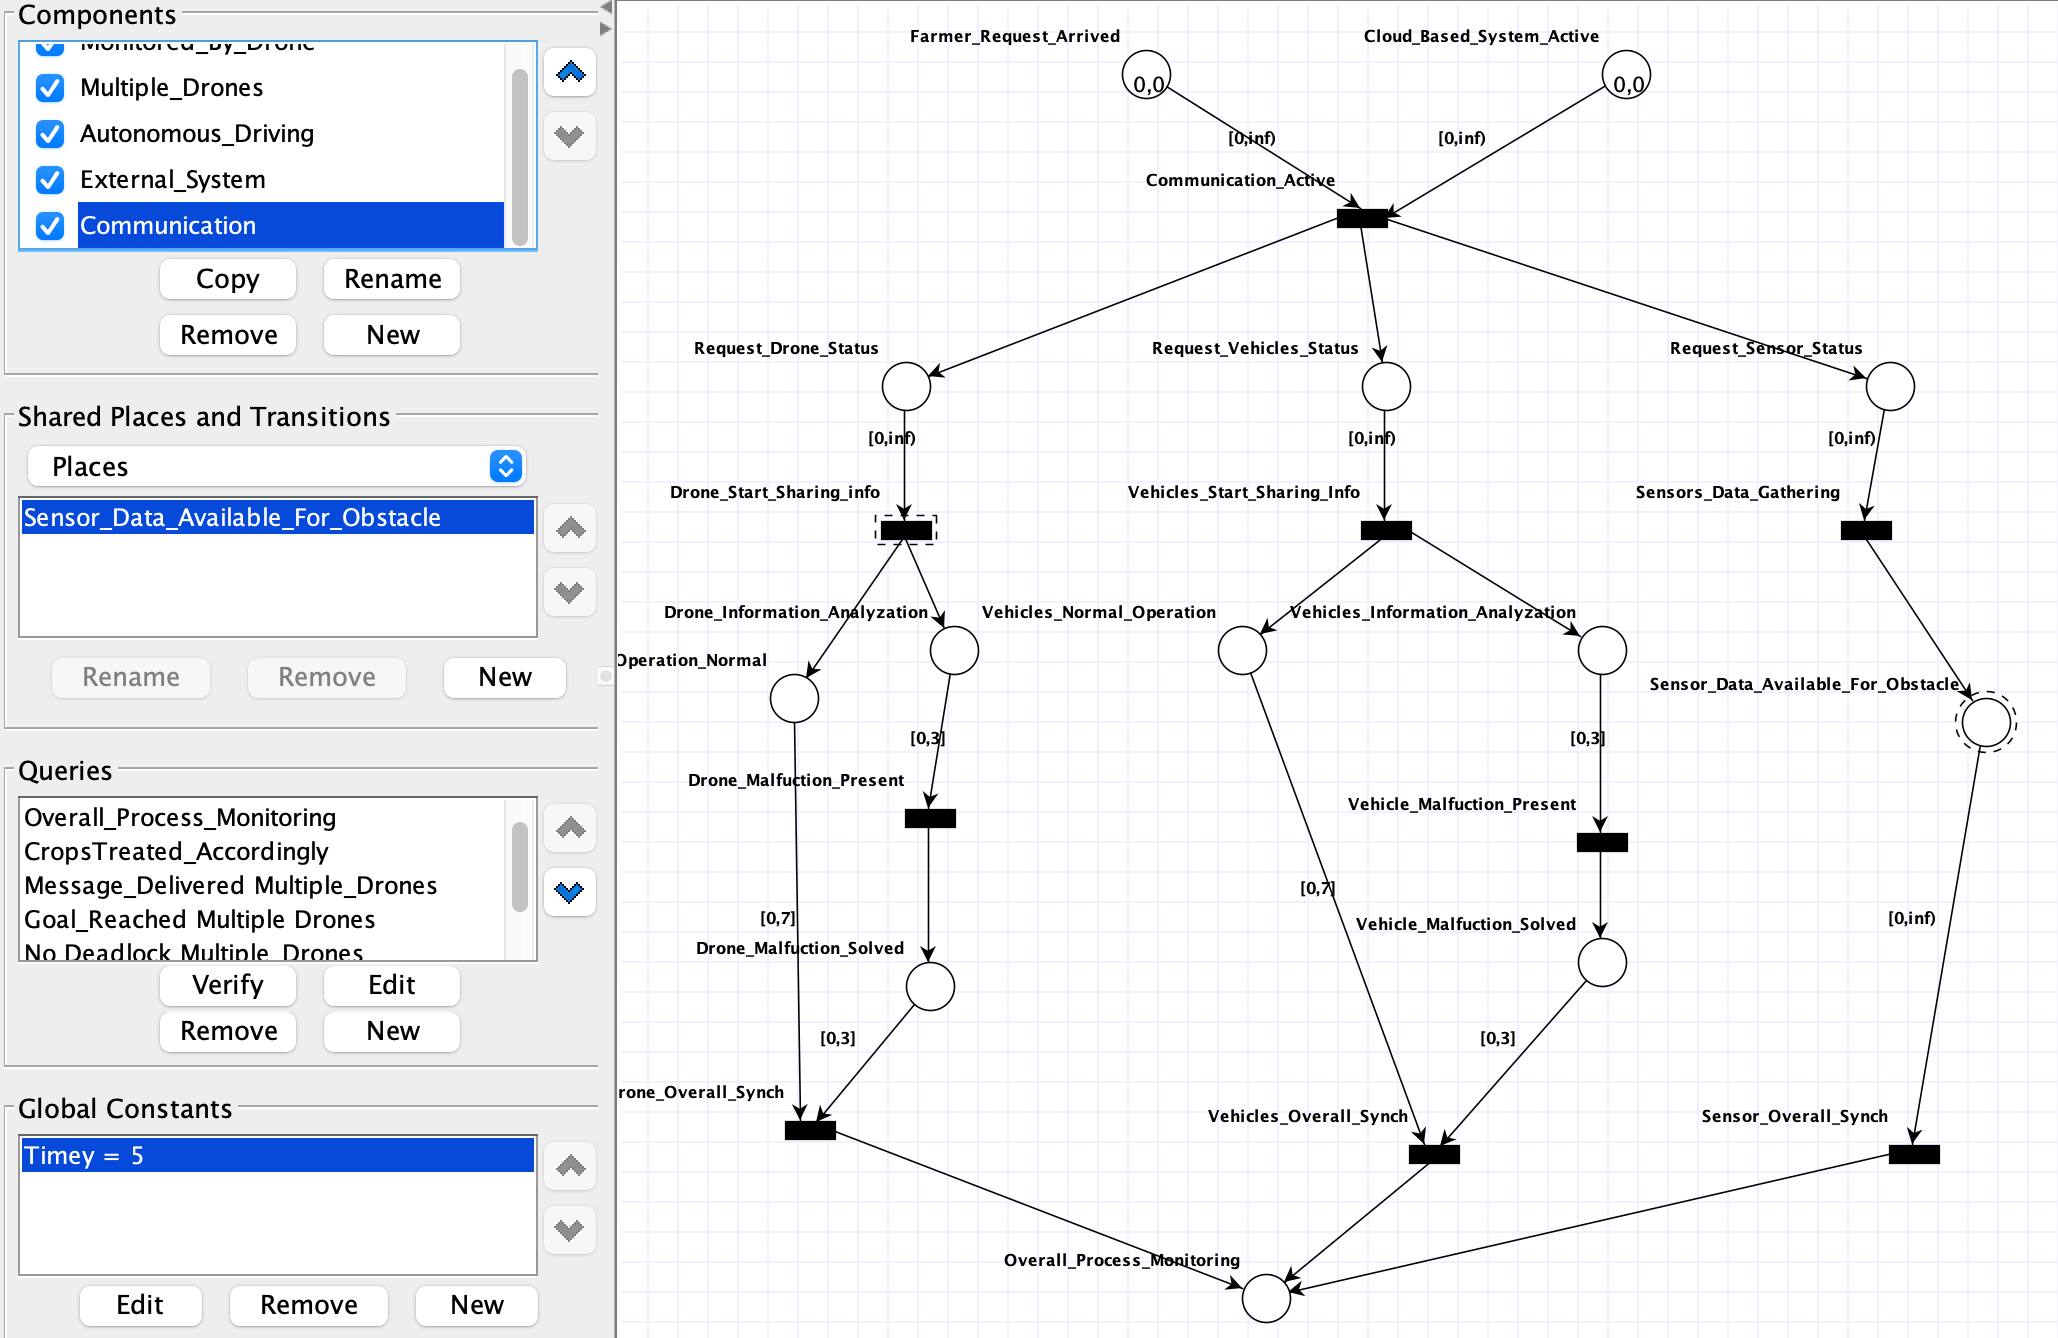 Components
Monitored_By_Drone
Multiple_Drones
Autonomous_Driving
External_System
Communication
Copy
Rename
Remove
New
Shared Places and Transitions
Places
Sensor_Data_Available_For_Obstacle
Rename
Remove
New
Queries
Overall_Process_Monitoring
CropsTreated_Accordingly
Message_Delivered Multiple_Drones
Goal_Reached Multiple Drones
No Deadlock Multiple_Drones
Verify
Edit
Remove
New
Global Constants
Timey = 5
Edit
Remove
New
Farmer_Request_Arrived
Cloud_Based_System_Active
0,0
0,0
[0,inf)
[0,inf)
Communication_Active
Request_Drone_Status
Request_Vehicles_Status
Request_Sensor_Status
[0,inf)
[0,inf)
[0,inf)
Drone_Start_Sharing_info
Vehicles_Start_Sharing_Info
Sensors_Data_Gathering
Drone_Information_Analyzation
Vehicles_Normal_Operation
Vehicles_Information_Analyzation
Operation_Normal
Sensor_Data_Available_For_Obstacle
[0,3]
[0,3]
Drone_Malfuction_Present
Vehicle_Malfuction_Present
[0,7]
[0,7]
[0,inf)
Vehicle_Malfuction_Solved
Drone_Malfuction_Solved
[0,3]
[0,3]
rone_Overall_Synch
Vehicles_Overall_Synch
Sensor_Overall_Synch
Overall_Process_Monitoring